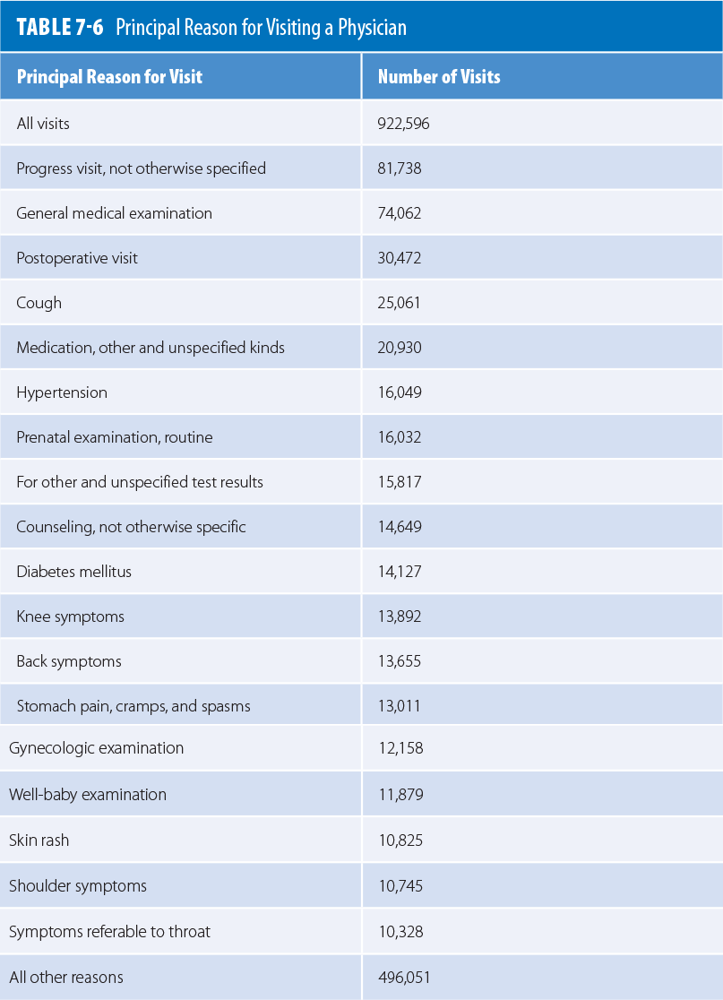 TABLE 7-6 Principal Reason for Visiting a Physician
Principal Reason for Visit Number of Visits
All visits 922,596
Progress visit, not otherwise specified 81,738
General medical examination 74,062
Postoperative visit 30,472
Cough 25,061
Medication, other and unspecified kinds 20,930
Hypertension 16,049
Prenatal examination, routine 16,032
For other and unspecified test results 15,817
Counseling, not otherwise specific 14,649
Diabetes mellitus 14,127
Knee symptoms 13,892
Back symptoms 13,655
Stomach pain, cramps, and spasms 13,011
Gynecologic examination 12,158
Well-baby examination 11,879
Skin rash 10,825
Shoulder symptoms 10,745
Symptoms referable to throat 10,328
All other reasons 496,051